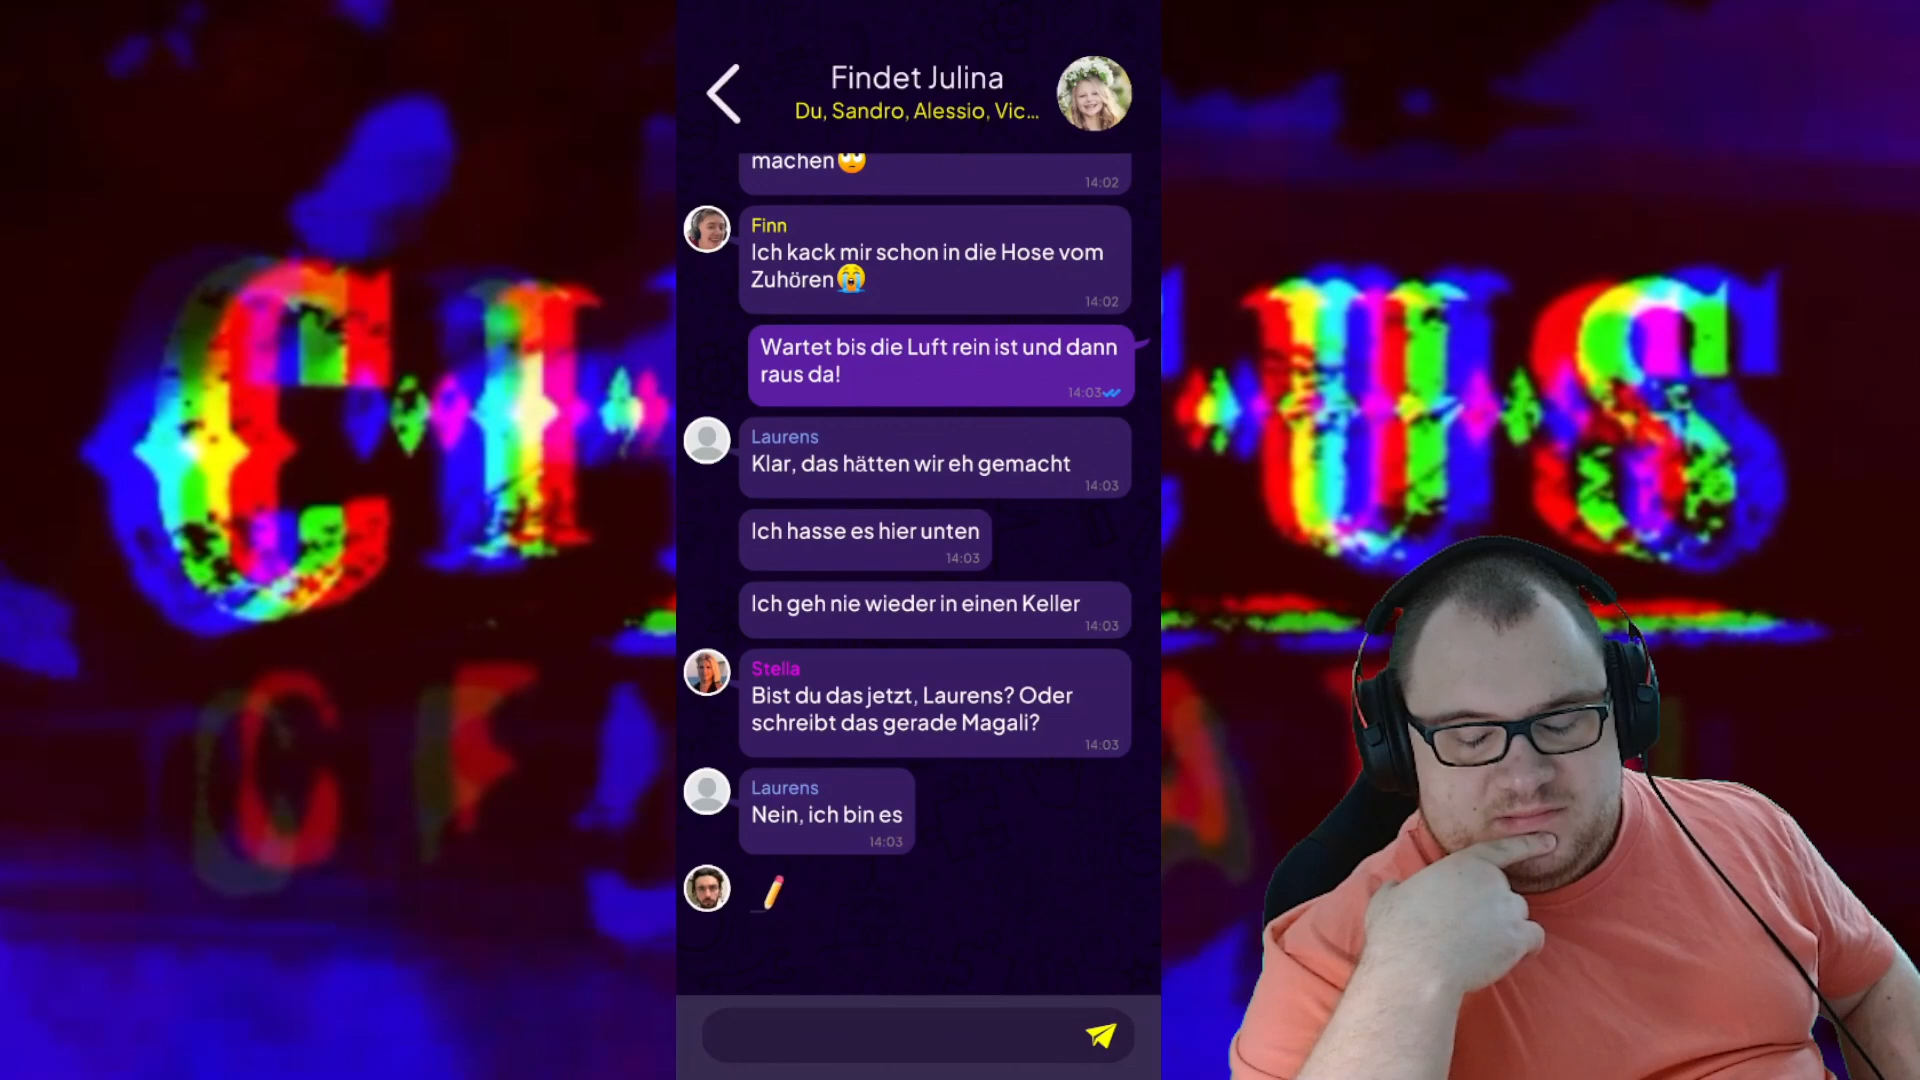 Findet Julina
Du, Sandro, Alessio, Vic...
machen🙄
14:02
Finn
Ich kack mir schon in die Hose vom
Zuhören😭
14:02
Wartet bis die Luft rein ist und dann
raus da!
14:03
Laurens
Klar, das hätten wir eh gemacht
14:03
Ich hasse es hier unten
14:03
Ich geh nie wieder in einen Keller
14:03
Stella
Bist du das jetzt, Laurens? Oder
schreibt das gerade Magali?
14:03
Laurens
Nein, ich bin es
14:03